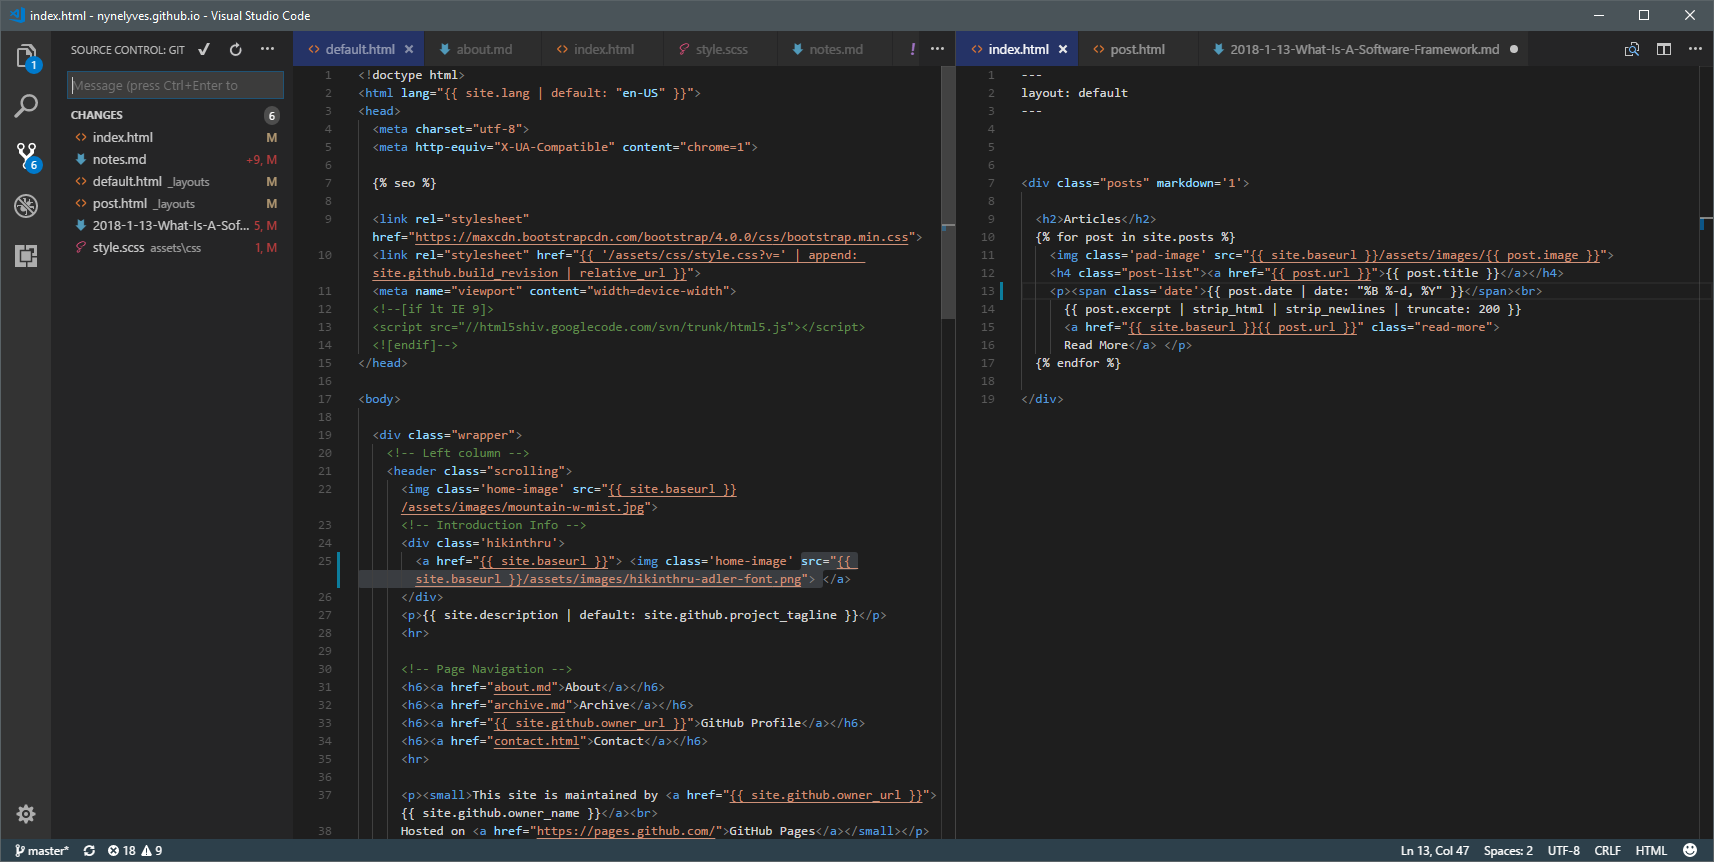 index.html - nynelyves.github.io - Visual Studio Code
SOURCE CONTROL: GIT
Message (press Ctrl+Enter to
CHANGES 6
index.html M
notes.md +9, M
default.html _layouts M
post.html _layouts M
2018-1-13-What-Is-A-Sof... 5, M
style.scss assets\css 1, M
1
6
default.html about.md index.html style.scss notes.md ! ...
1 <!doctype html>
2 <html lang="{{ site.lang | default: "en-US" }}">
3 <head>
4 <meta charset="utf-8">
5 <meta http-equiv="X-UA-Compatible" content="chrome=1">
6
7 {% seo %}
8
9 <link rel="stylesheet"
href="https://maxcdn.bootstrapcdn.com/bootstrap/4.0.0/css/bootstrap.min.css">
10 <link rel="stylesheet" href="{{ '/assets/css/style.css?v=' | append:
site.github.build_revision | relative_url }}">
11 <meta name="viewport" content="width=device-width">
12 <!--[if lt IE 9]>
13 <script src="//html5shiv.googlecode.com/svn/trunk/html5.js"></script>
14 <![endif]-->
15 </head>
16
17 <body>
18
19 <div class="wrapper">
20 <!-- Left column -->
21 <header class="scrolling">
22 <img class='home-image' src="{{ site.baseurl }}
/assets/images/mountain-w-mist.jpg">
23 <!-- Introduction Info -->
24 <div class='hikinthru'>
25 <a href="{{ site.baseurl }}"> <img class='home-image' src="{{
site.baseurl }}/assets/images/hikinthru-adler-font.png"> </a>
26 </div>
27 <p>{{ site.description | default: site.github.project_tagline }}</p>
28 <hr>
29
30 <!-- Page Navigation -->
31 <h6><a href="about.md">About</a></h6>
32 <h6><a href="archive.md">Archive</a></h6>
33 <h6><a href="{{ site.github.owner_url }}">GitHub Profile</a></h6>
34 <h6><a href="contact.html">Contact</a></h6>
35 <hr>
36
37 <p><small>This site is maintained by <a href="{{ site.github.owner_url }}">
{{ site.github.owner_name }}</a><br>
38 Hosted on <a href="https://pages.github.com/">GitHub Pages</a></small></p>
index.html post.html 2018-1-13-What-Is-A-Software-Framework.md
1 ---
2 layout: default
3 ---
4
5
6
7 <div class="posts" markdown='1'>
8
9 <h2>Articles</h2>
10 {% for post in site.posts %}
11 <img class='pad-image' src="{{ site.baseurl }}/assets/images/{{ post.image }}">
12 <h4 class="post-list"><a href="{{ post.url }}">{{ post.title }}</a></h4>
13 <p><span class='date'>{{ post.date | date: "%B %-d, %Y" }}</span><br>
14 {{ post.excerpt | strip_html | strip_newlines | truncate: 200 }}
15 <a href="{{ site.baseurl }}{{ post.url }}" class="read-more">
16 Read More</a> </p>
17 {% endfor %}
18
19 </div>
master* 18 9 Ln 13, Col 47 Spaces: 2 UTF-8 CRLF HTML